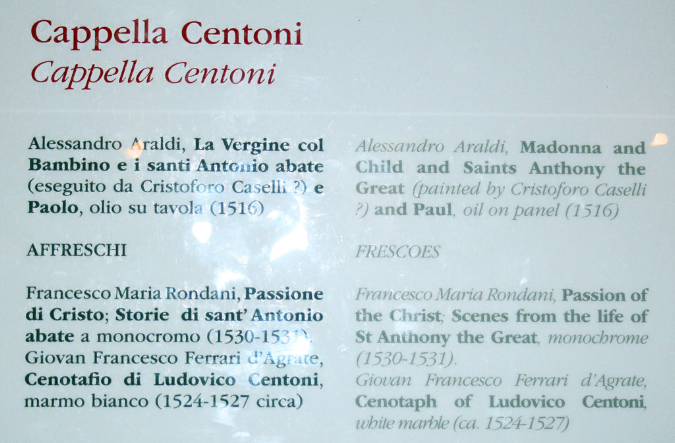 Cappella Centoni
Cappella Centoni
Alessandro Araldi, La Vergine col
Bambino e i santi Antonio abate
(eseguito da Cristoforo Caselli ?) e
Paolo, olio su tavola (1516)
AFFRESCHI
Francesco Maria Rondani, Passione
di Cristo; Storie di sant' Antonio
abate a monocromo (1530-1531).
Giovan Francesco Ferrari d'Agrate,
Cenotafio di Ludovico Centoni,
marmo bianco (1524-1527 circa)
Alessandro Araldi, Madonna and
Child and Saints Anthony the
Great (painted by Cristoforo Caselli
?) and Paul, oil on panel (1516)
FRESCOES
Francesco Maria Rondani, Passion of
the Christ; Scenes from the life of
St Anthony the Great, monochrome
(1530-1531).
Giovan Francesco Ferrari d'Agrate,
Cenotaph of Ludovico Centoni,
white marble (ca. 1524-1527)